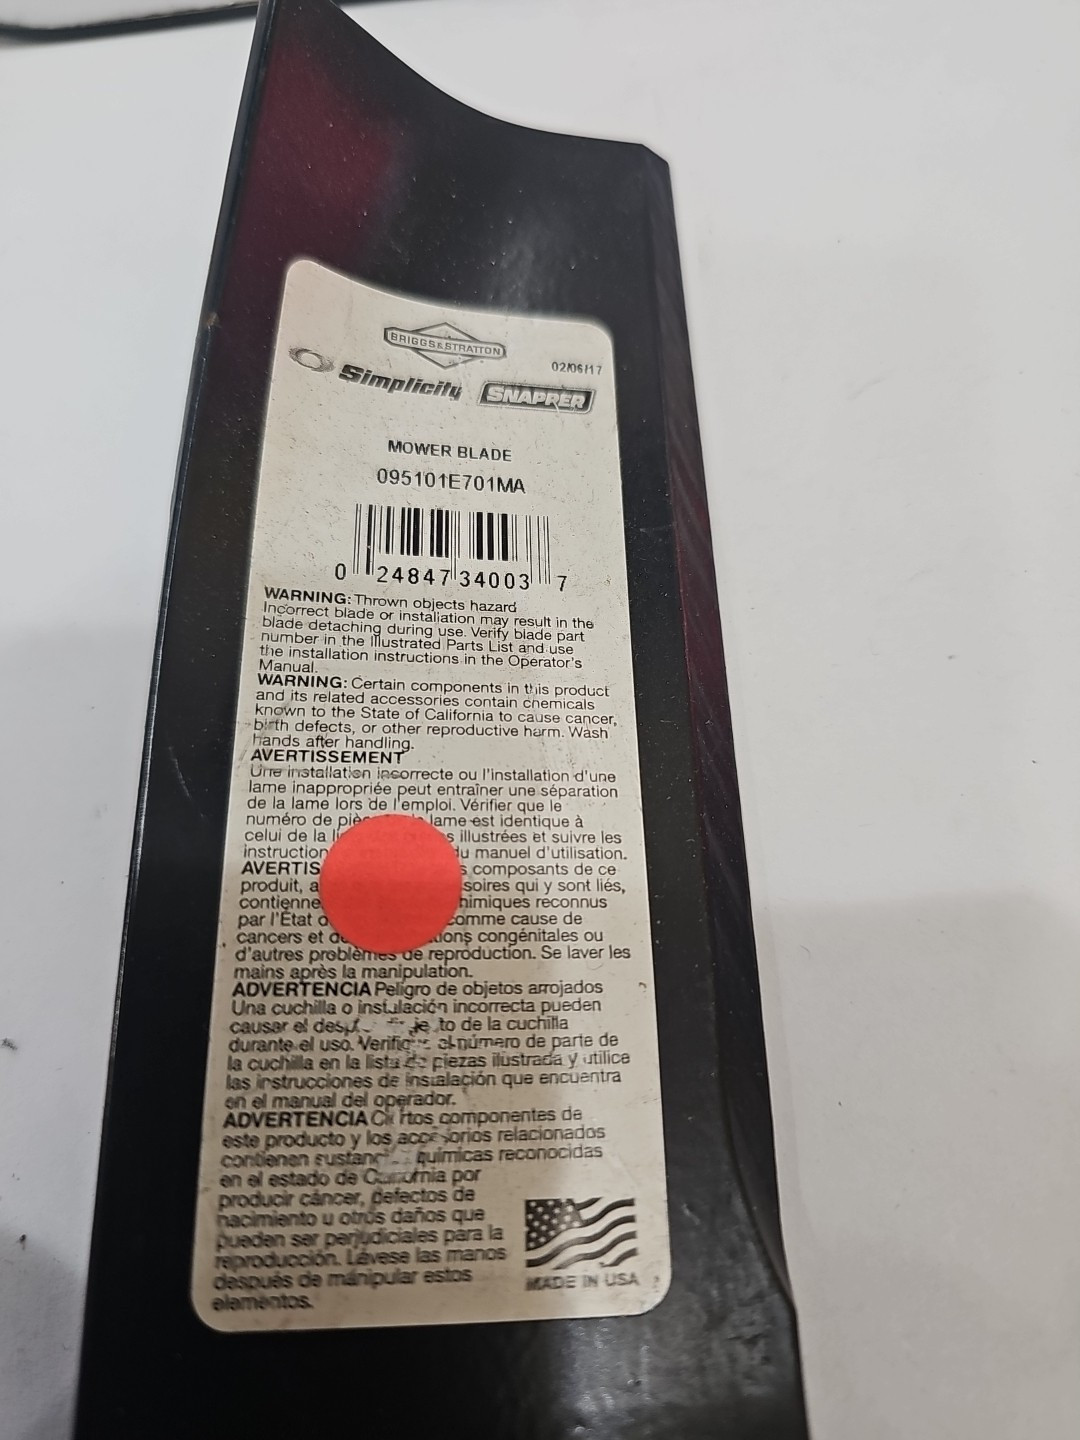 BRIGGS & STRATTON
02/06/17
Simplicity SNAPPER
MOWER BLADE
095101E701MA
0 24847 34003 7
WARNING: Thrown objects hazard
Incorrect blade or installation may result in the
blade detaching during use. Verify blade part
number in the Illustrated Parts List and use
the installation instructions in the Operator's
Manual.
WARNING: Certain components in this product
and its related accessories contain chemicals
known to the State of California to cause cancer,
birth defects, or other reproductive harm. Wash
hands after handling.
AVERTISSEMENT
Une installation incorrecte ou l'installation d'une
lame inappropriée peut entraîner une séparation
de la lame lors de l'emploi. Vérifier que le
numéro de lame est identique à
celui de la illustrées et suivre les
du manuel d'utilisation.
composants de ce
produit, qui y sont liés,
reconnus
par l'État comme cause de
cancers et congénitales ou
d'autres problèmes de reproduction. Se laver les
mains après la manipulation.
ADVERTENCIA Peligro de objetos arrojados
Una cuchilla o instalación incorrecta pueden
causar el to de la cuchilla
durante el uso. Verifique el número de parte de
la cuchilla en la lista de piezas ilustrada y utilice
las instrucciones de instalación que encuentra
en el manual del operador.
ADVERTENCIA Ciertos componentes de
este producto y los accesorios relacionados
contienen químicas reconocidas
en el estado de California por
producir cáncer, defectos de
nacimiento u otros daños que
pueden ser perjudiciales para la
reproducción. Lávese las manos
después de manipular estos
elementos.
MADE IN USA